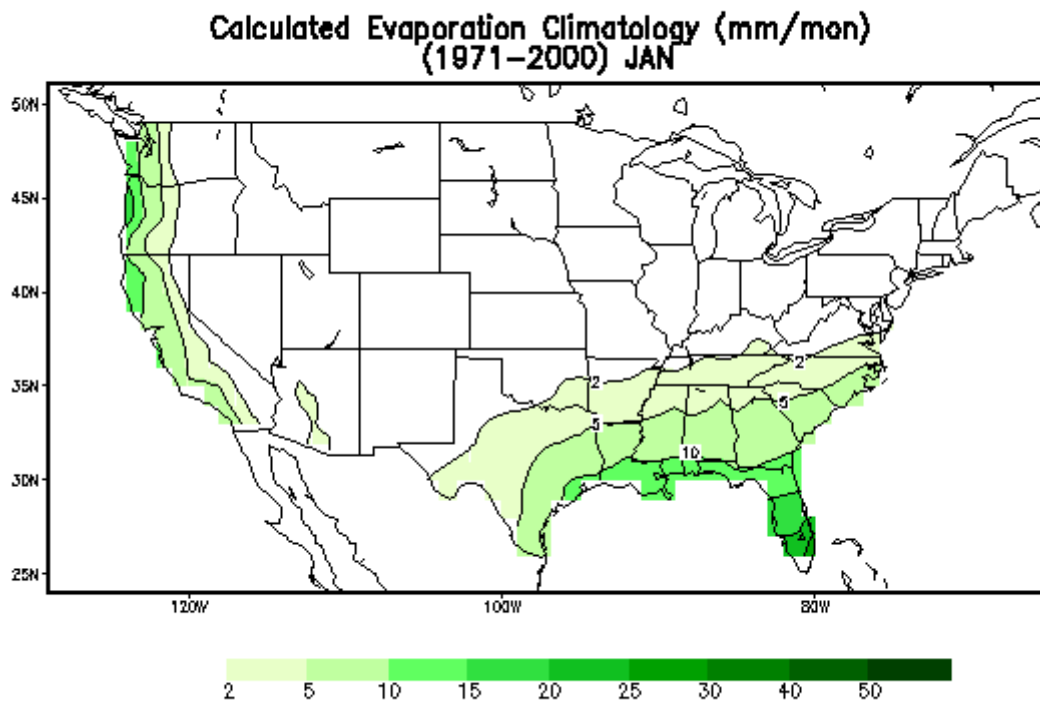 Calculated Evaporation Climatology (mm/mon)
(1971-2000) JAN
50N
45N
40N
35N
30N
25N
2
2
5
5
10
120W
100W
80W
2 5 10 15 20 25 30 40 50